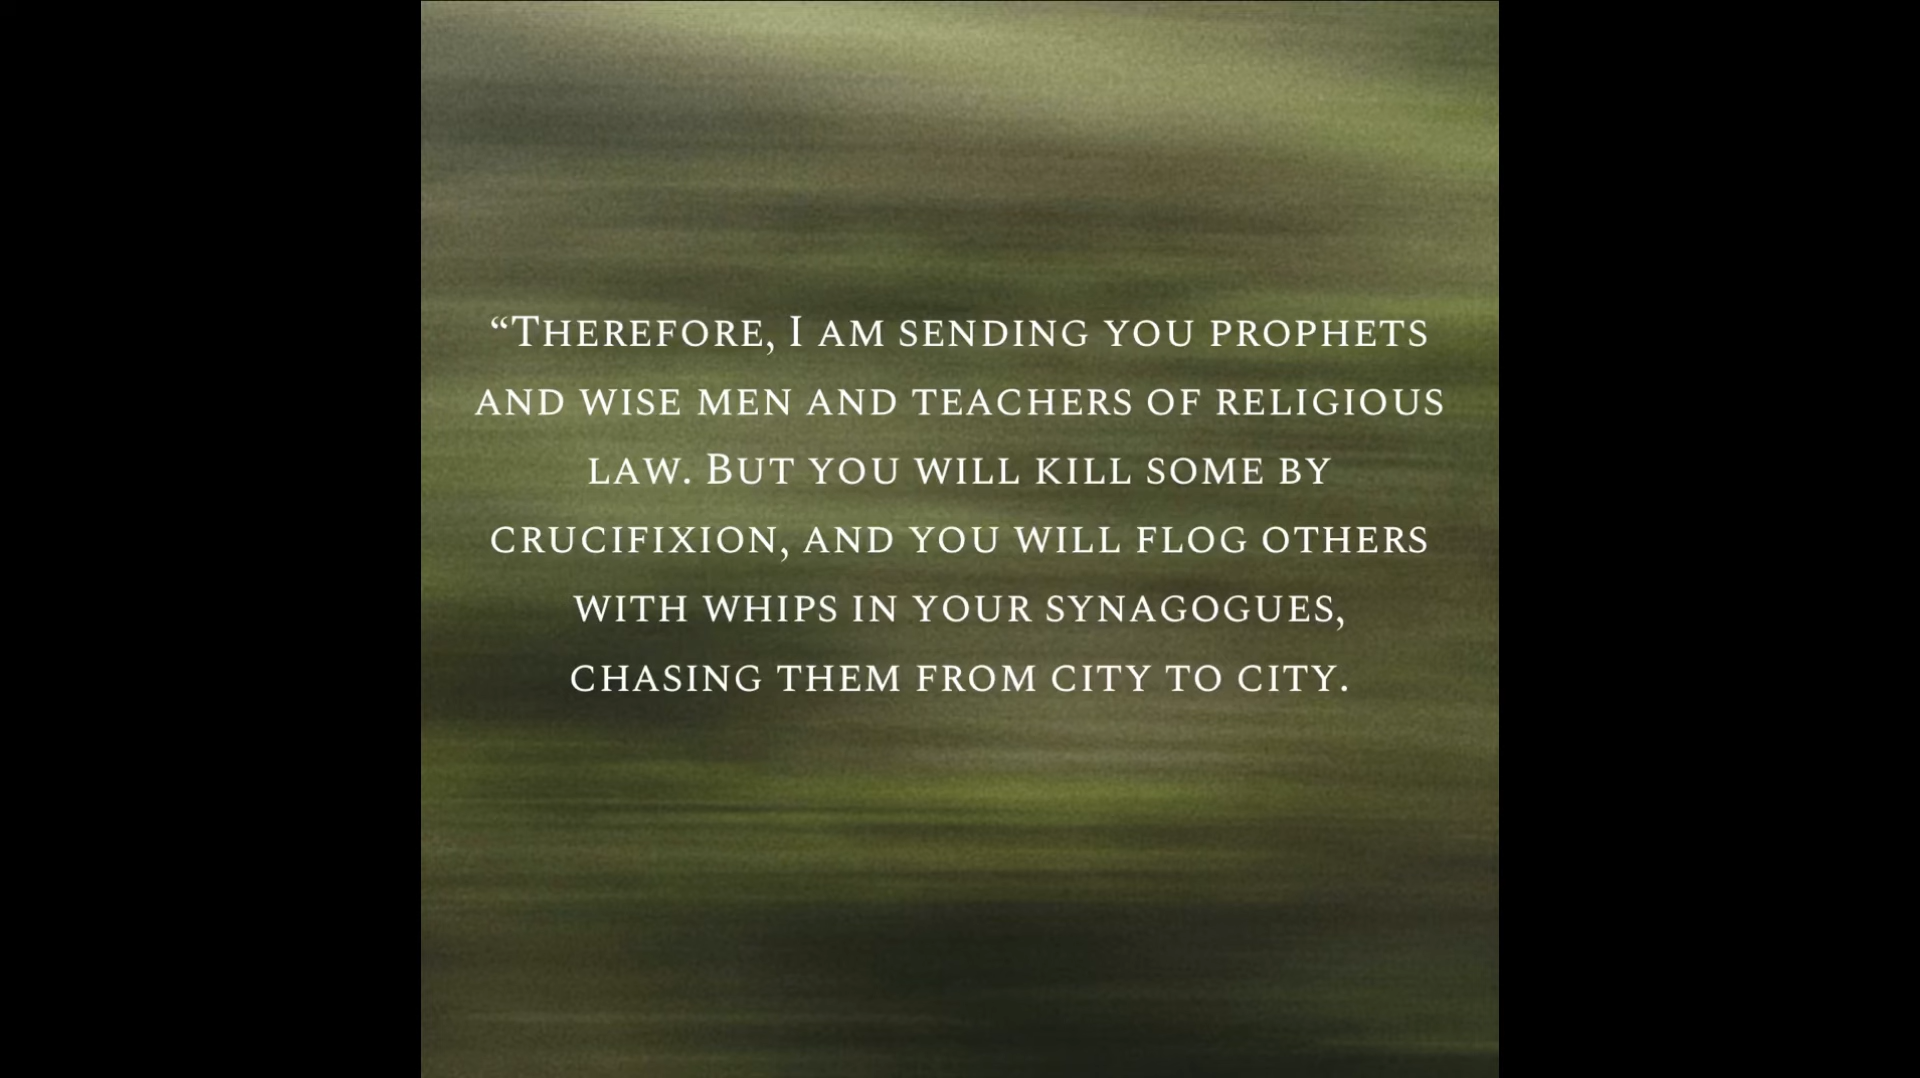 “Therefore, I am sending you prophets
and wise men and teachers of religious
law. But you will kill some by
crucifixion, and you will flog others
with whips in your synagogues,
chasing them from city to city.